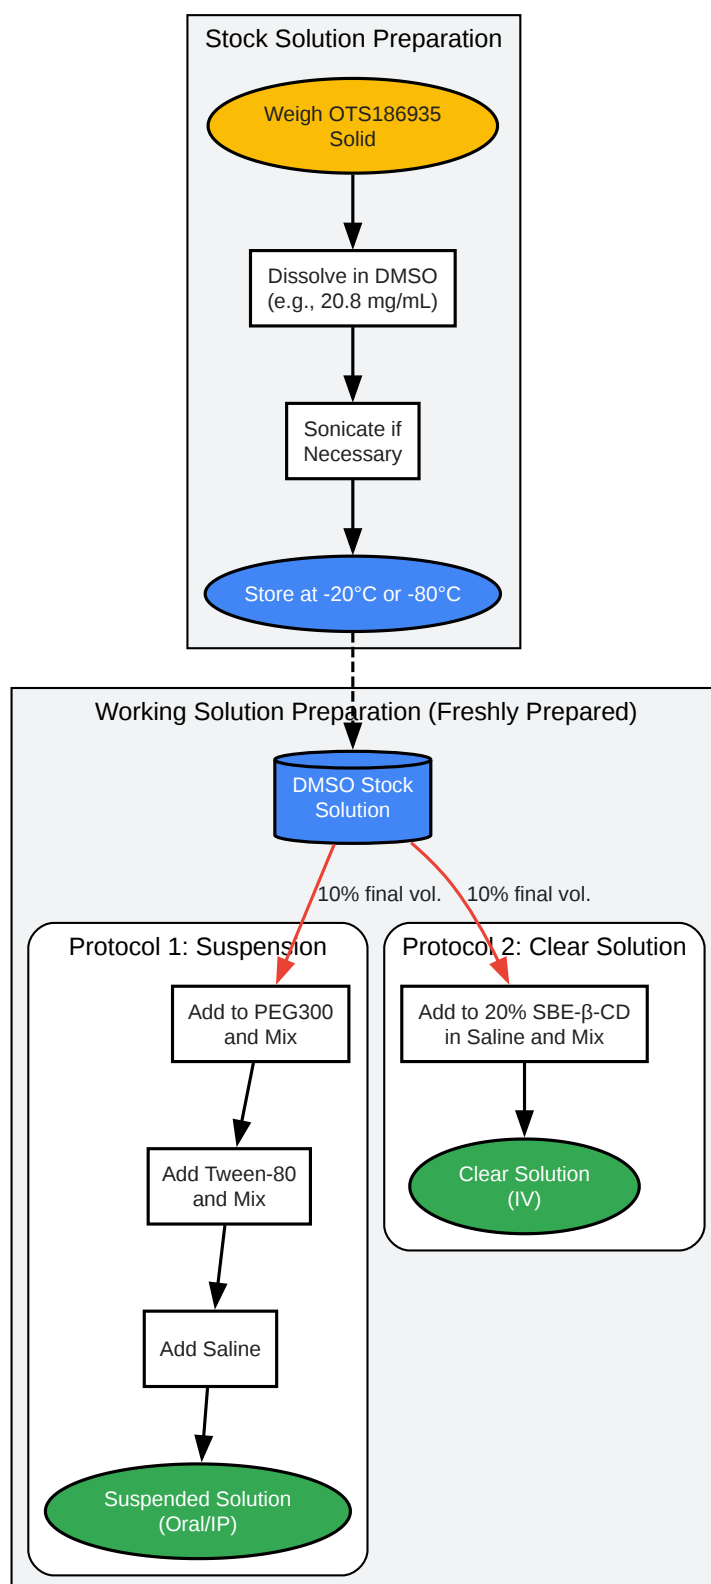 Stock Solution Preparation
Weigh OTS186935
Solid
Dissolve in DMSO
(e.g., 20.8 mg/mL)
Sonicate if
Necessary
Store at -20°C or -80°C
Working Solution Preparation (Freshly Prepared)
DMSO Stock
Solution
10% final vol.
10% final vol.
Protocol 1: Suspension
Add to PEG300
and Mix
Add Tween-80
and Mix
Add Saline
Suspended Solution
(Oral/IP)
Protocol 2: Clear Solution
Add to 20% SBE-β-CD
in Saline and Mix
Clear Solution
(IV)